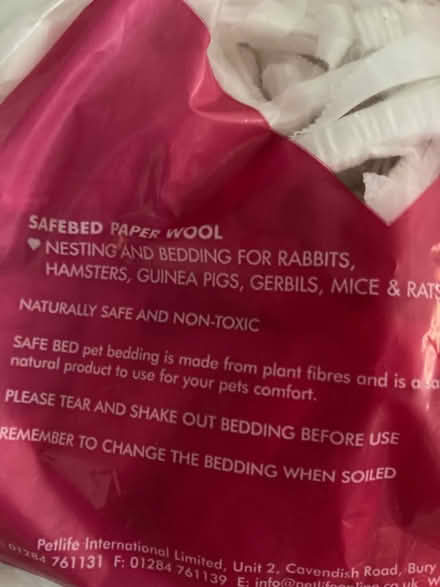 SAFEBED PAPER WOOL
NESTING AND BEDDING FOR RABBITS,
HAMSTERS, GUINEA PIGS, GERBILS, MICE & RATS
NATURALLY SAFE AND NON-TOXIC
SAFE BED pet bedding is made from plant fibres and is a
natural product to use for your pets comfort.
PLEASE TEAR AND SHAKE OUT BEDDING BEFORE USE
REMEMBER TO CHANGE THE BEDDING WHEN SOILED
Petlife International Limited, Unit 2, Cavendish Road, Bury
01284 761131 F: 01284 761139 E: